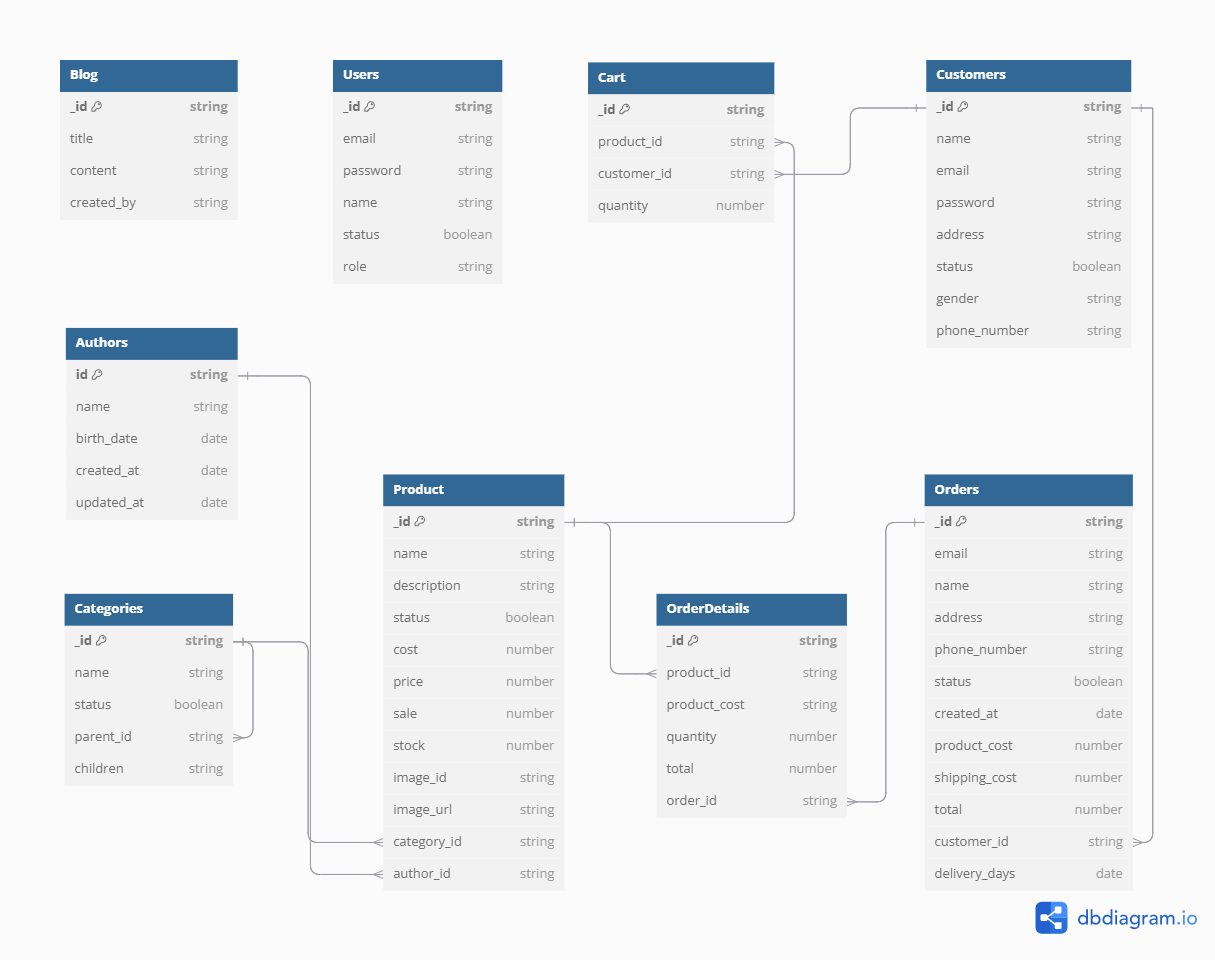 Blog
_id string
title string
content string
created_by string
Users
_id string
email string
password string
name string
status boolean
role string
Cart
_id string
product_id string
customer_id string
quantity number
Customers
_id string
name string
email string
password string
address string
status boolean
gender string
phone_number string
Authors
id string
name string
birth_date date
created_at date
updated_at date
Categories
_id string
name string
status boolean
parent_id string
children string
Product
_id string
name string
description string
status boolean
cost number
price number
sale number
stock number
image_id string
image_url string
category_id string
author_id string
OrderDetails
_id string
product_id string
product_cost string
quantity number
total number
order_id string
Orders
_id string
email string
name string
address string
phone_number string
status boolean
created_at date
product_cost number
shipping_cost number
total number
customer_id string
delivery_days date
dbdiagram.io